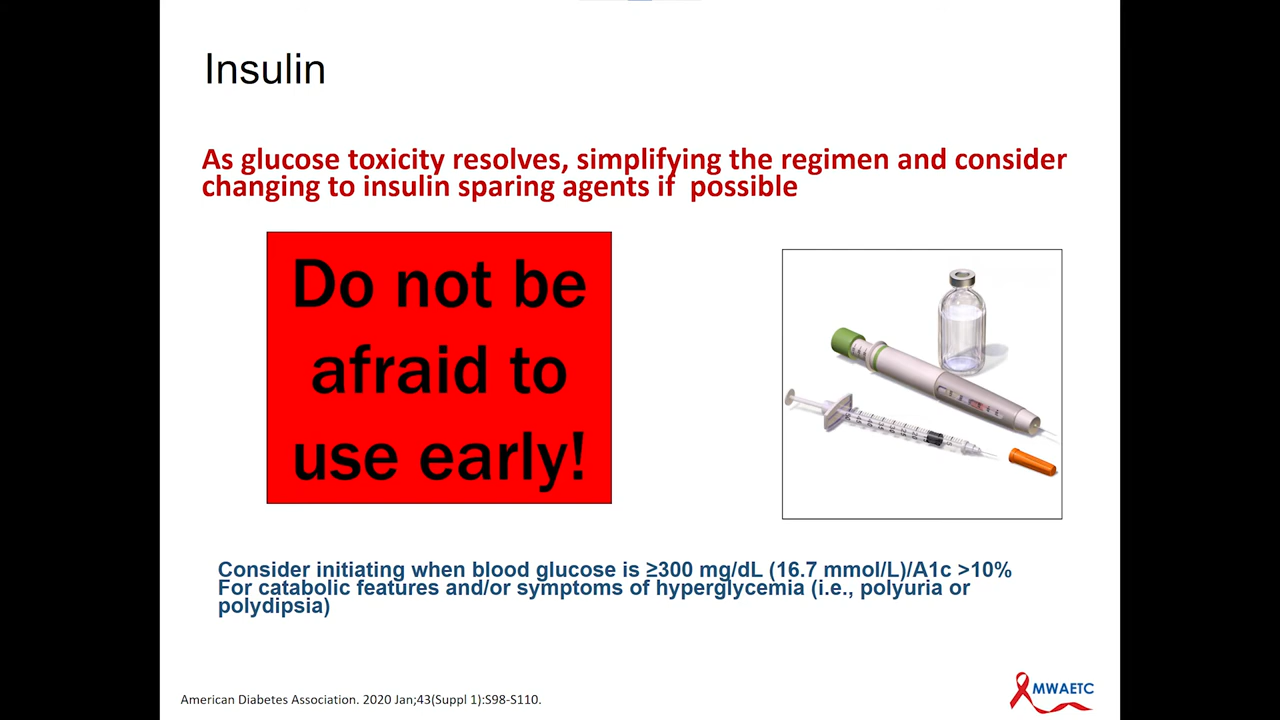 Insulin
As glucose toxicity resolves, simplifying the regimen and consider
changing to insulin sparing agents if  possible
Do not be
afraid to
use early!
Consider initiating when blood glucose is ≥300 mg/dL (16.7 mmol/L)/A1c >10%
For catabolic features and/or symptoms of hyperglycemia (i.e., polyuria or
polydipsia)
American Diabetes Association. 2020 Jan;43(Suppl 1):S98-S110.
MWAETC